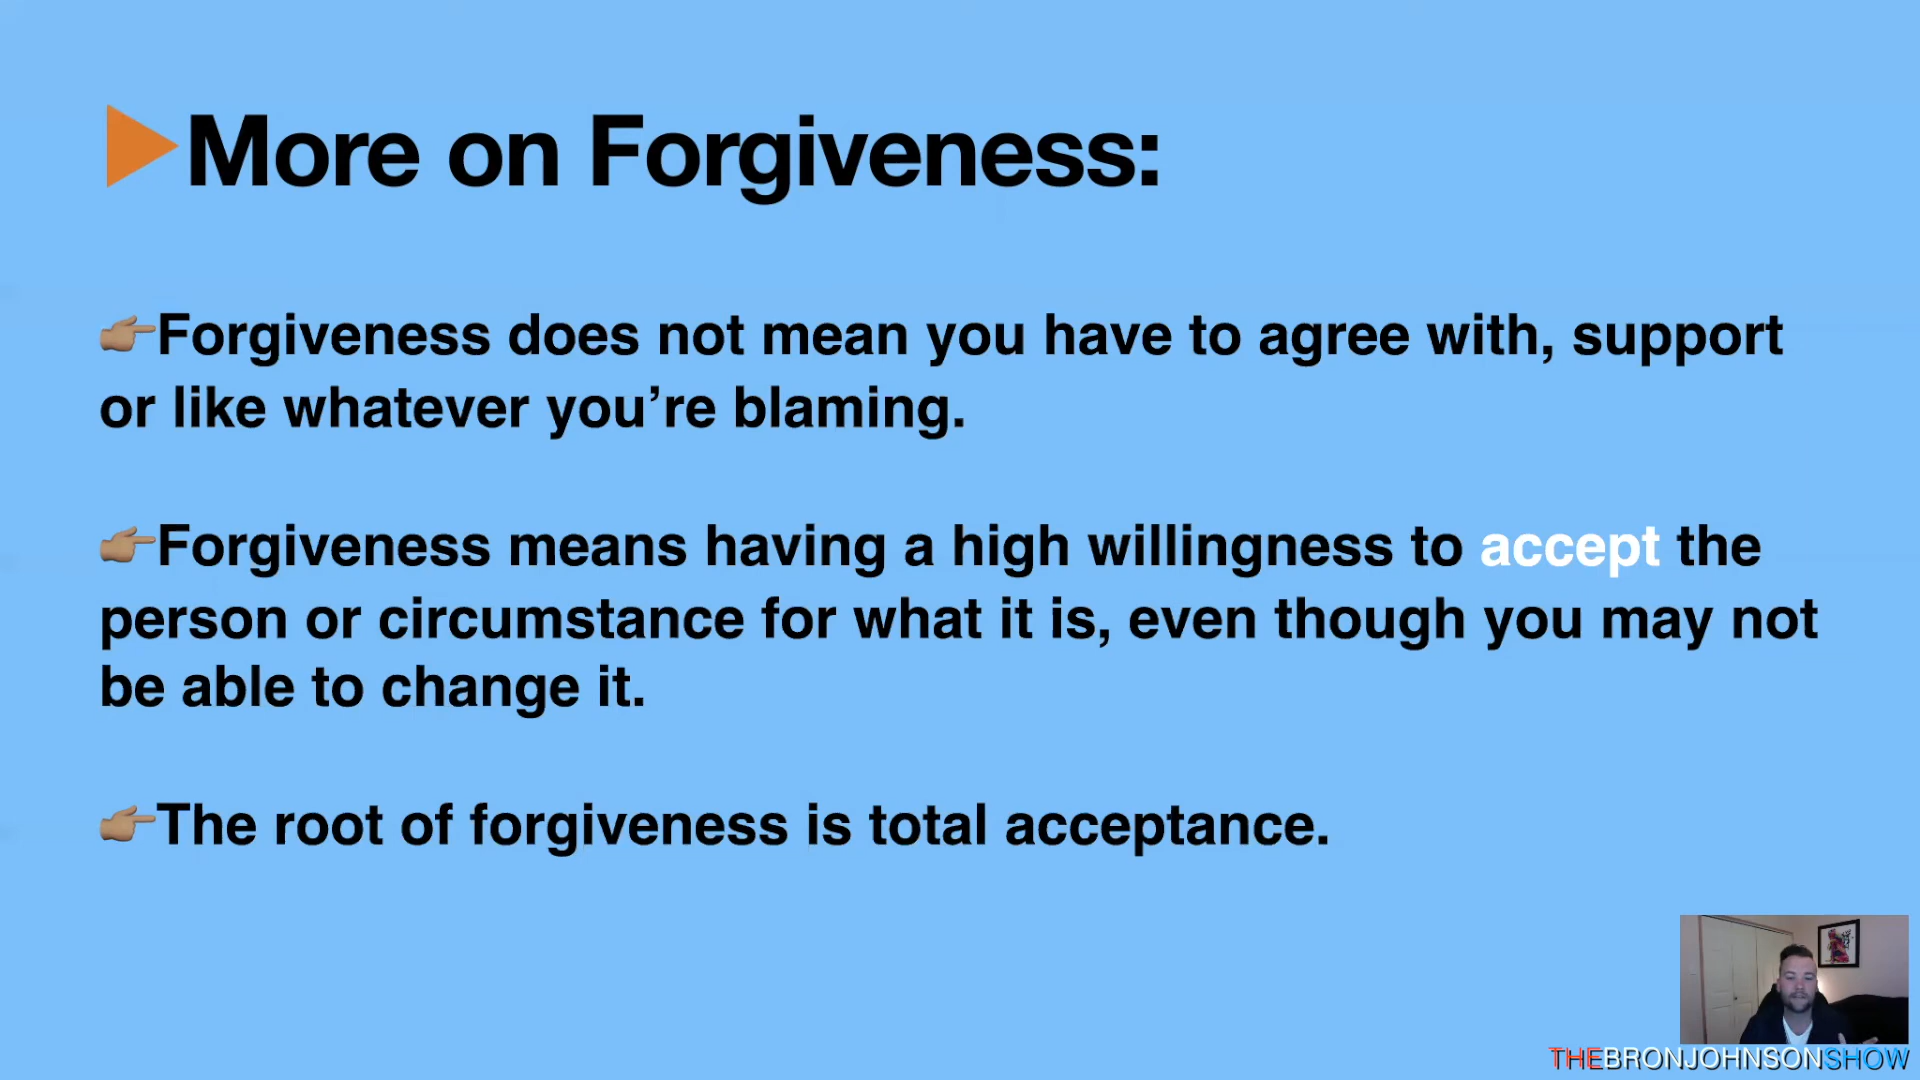 More on Forgiveness:
Forgiveness does not mean you have to agree with, support
or like whatever you’re blaming.
Forgiveness means having a high willingness to accept the
person or circumstance for what it is, even though you may not
be able to change it.
The root of forgiveness is total acceptance.
THEBRONJOHNSONSHOW